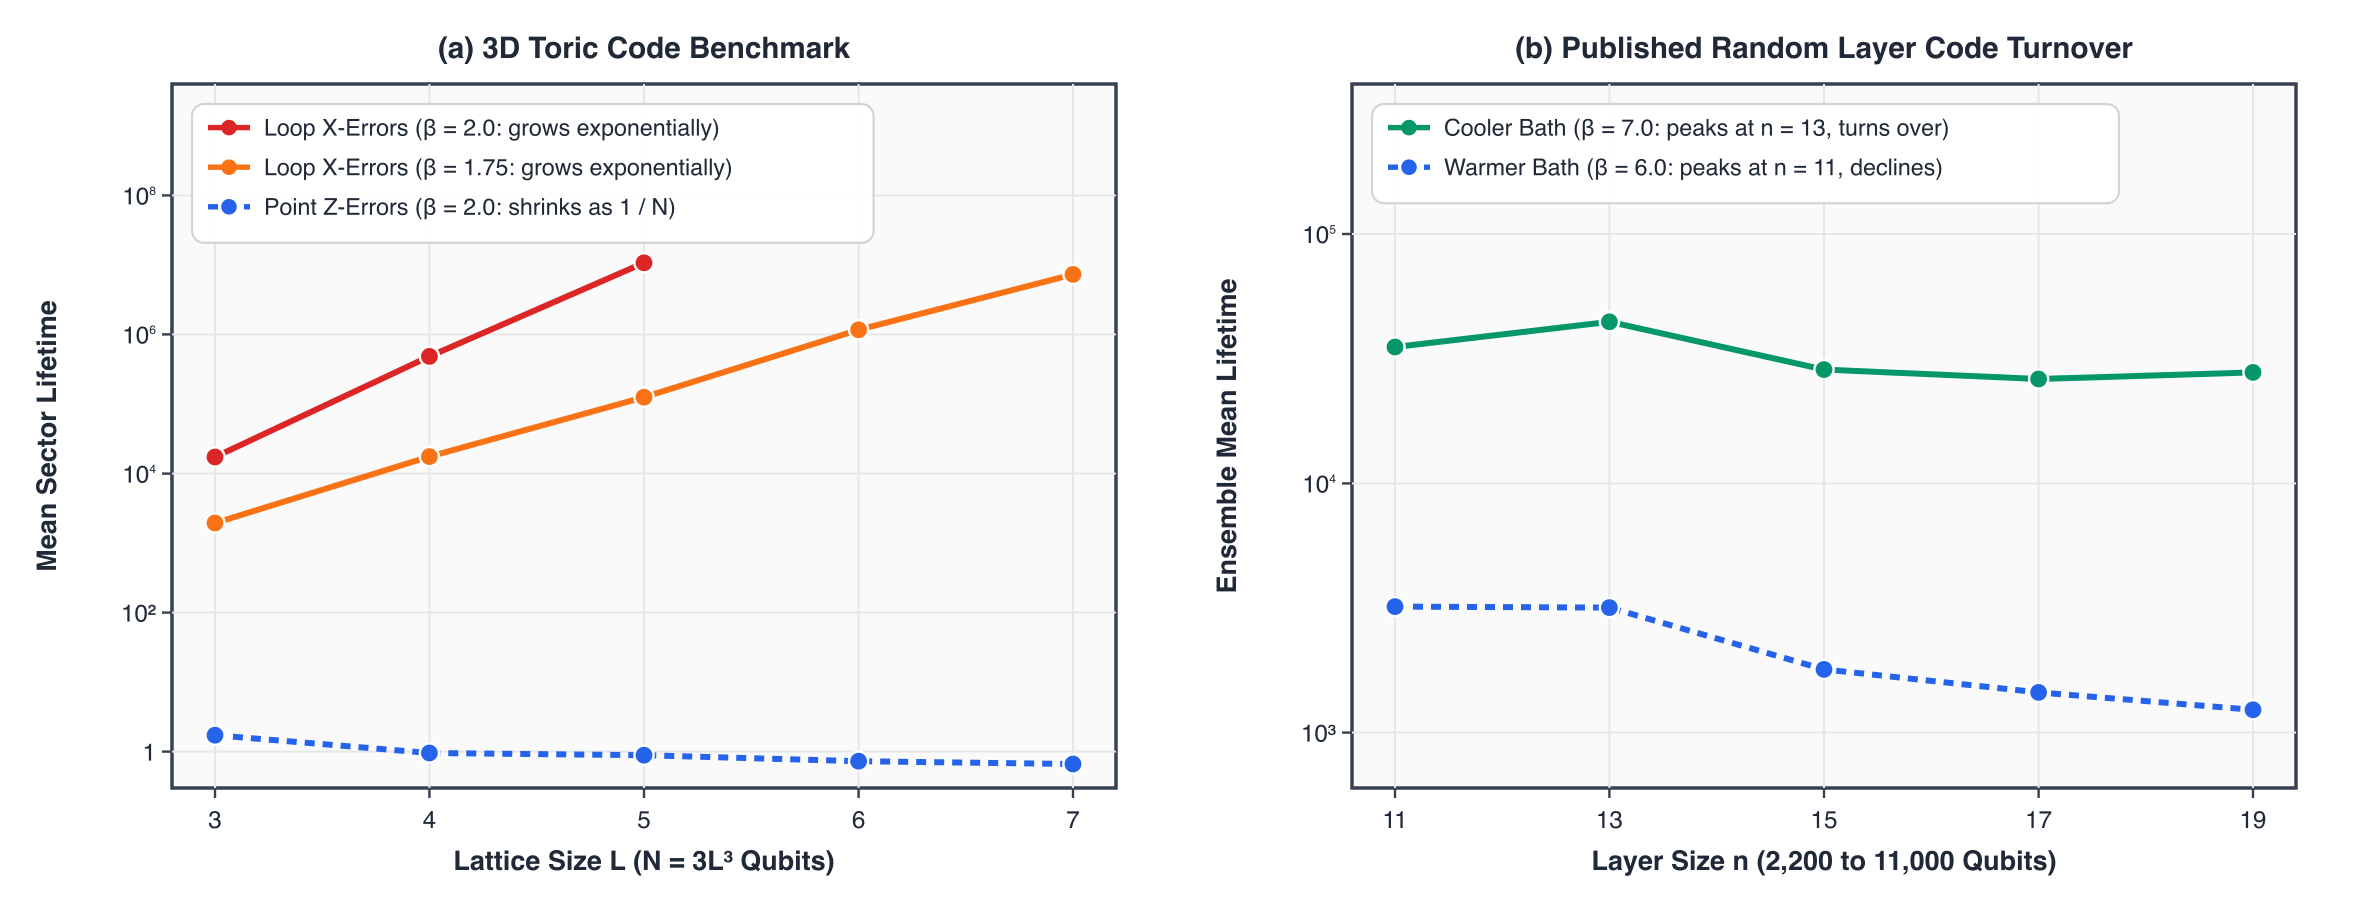 (a) 3D Toric Code Benchmark
Loop X-Errors (β = 2.0: grows exponentially)
Loop X-Errors (β = 1.75: grows exponentially)
Point Z-Errors (β = 2.0: shrinks as 1 / N)
Mean Sector Lifetime
10⁸
10⁶
10⁴
10²
1
3 4 5 6 7
Lattice Size L (N = 3L³ Qubits)
(b) Published Random Layer Code Turnover
Cooler Bath (β = 7.0: peaks at n = 13, turns over)
Warmer Bath (β = 6.0: peaks at n = 11, declines)
Ensemble Mean Lifetime
10⁵
10⁴
10³
11 13 15 17 19
Layer Size n (2,200 to 11,000 Qubits)